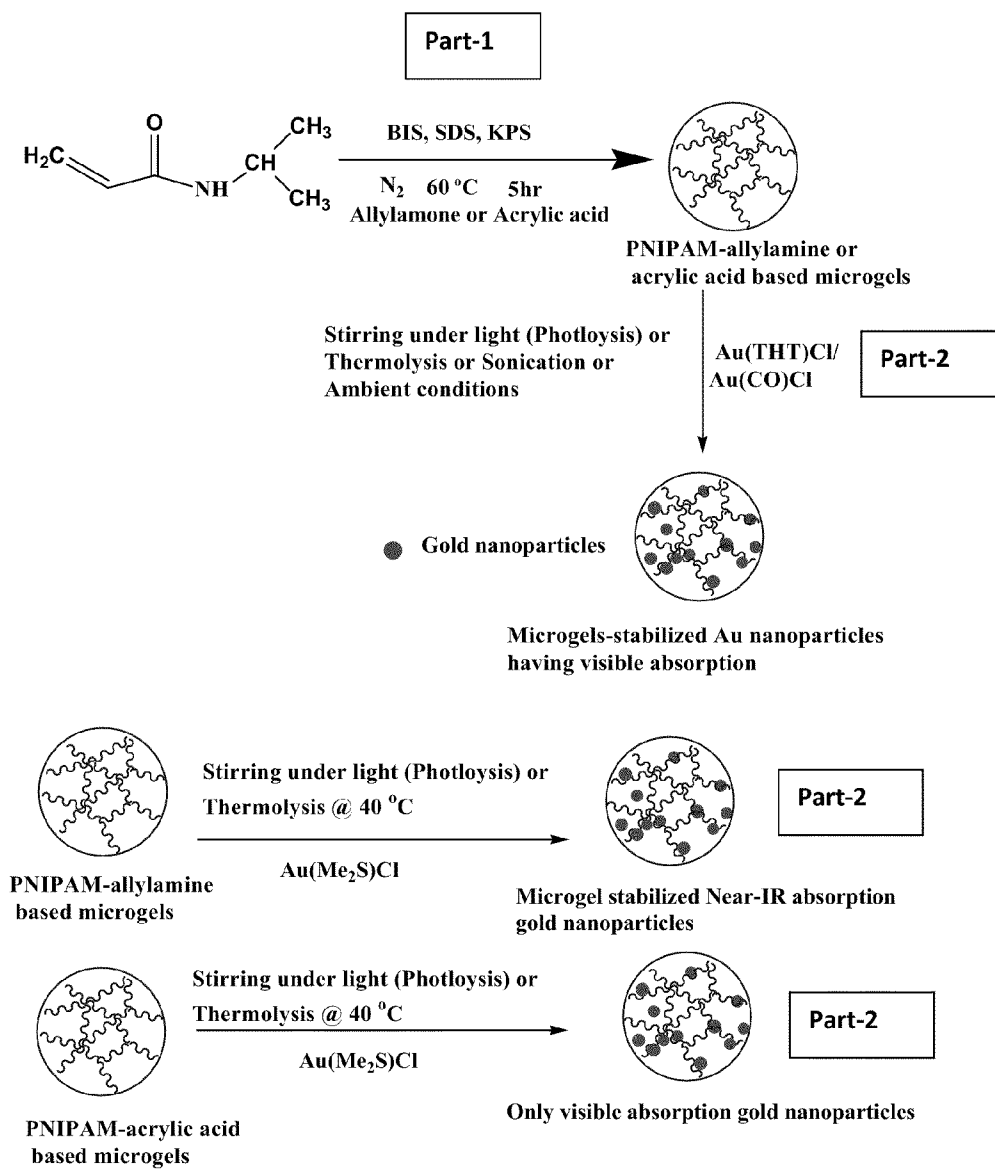 Part-1
O
CH3
H2C
CH
NH
CH3
BIS, SDS, KPS
N2 60 °C 5hr
Allylamone or Acrylic acid
PNIPAM-allylamine or
acrylic acid based microgels
Stirring under light (Photloysis) or
Thermolysis or Sonication or
Ambient conditions
Au(THT)Cl/
Au(CO)Cl
Part-2
Gold nanoparticles
Microgels-stabilized Au nanoparticles
having visible absorption
Stirring under light (Photloysis) or
Thermolysis @ 40 °C
Au(Me2S)Cl
Part-2
PNIPAM-allylamine
based microgels
Microgel stabilized Near-IR absorption
gold nanoparticles
Stirring under light (Photloysis) or
Thermolysis @ 40 °C
Au(Me2S)Cl
Part-2
PNIPAM-acrylic acid
based microgels
Only visible absorption gold nanoparticles